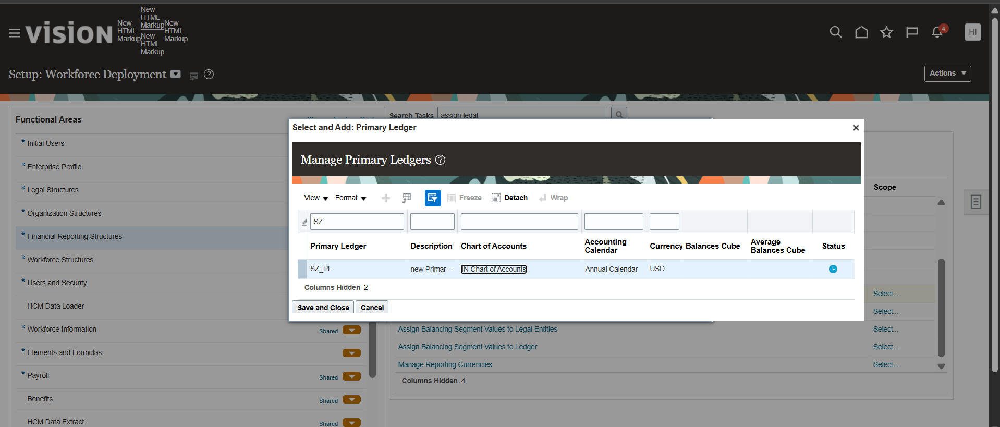 New
HTML
Markup
New
HTML
Markup
New
HTML
Markup
New
HTML
Markup
vision
4
HI
Setup: Workforce Deployment
Actions
Functional Areas
Search Tasks assign legal
* Initial Users
* Enterprise Profile
* Legal Structures
* Organization Structures
* Financial Reporting Structures
* Workforce Structures
* Users and Security
HCM Data Loader
* Workforce Information Shared
* Elements and Formulas
* Payroll Shared
Benefits Shared
HCM Data Extract Shared
Select and Add: Primary Ledger
Manage Primary Ledgers
View Format Freeze Detach Wrap
SZ
Primary Ledger Description Chart of Accounts Accounting Calendar Currency Balances Cube Average Balances Cube Status
SZ_PL new Primar... IN Chart of Accounts Annual Calendar USD
Columns Hidden 2
Save and Close Cancel
Scope
Select...
Select...
Assign Balancing Segment Values to Legal Entities Select...
Assign Balancing Segment Values to Ledger Select...
Manage Reporting Currencies Select...
Columns Hidden 4